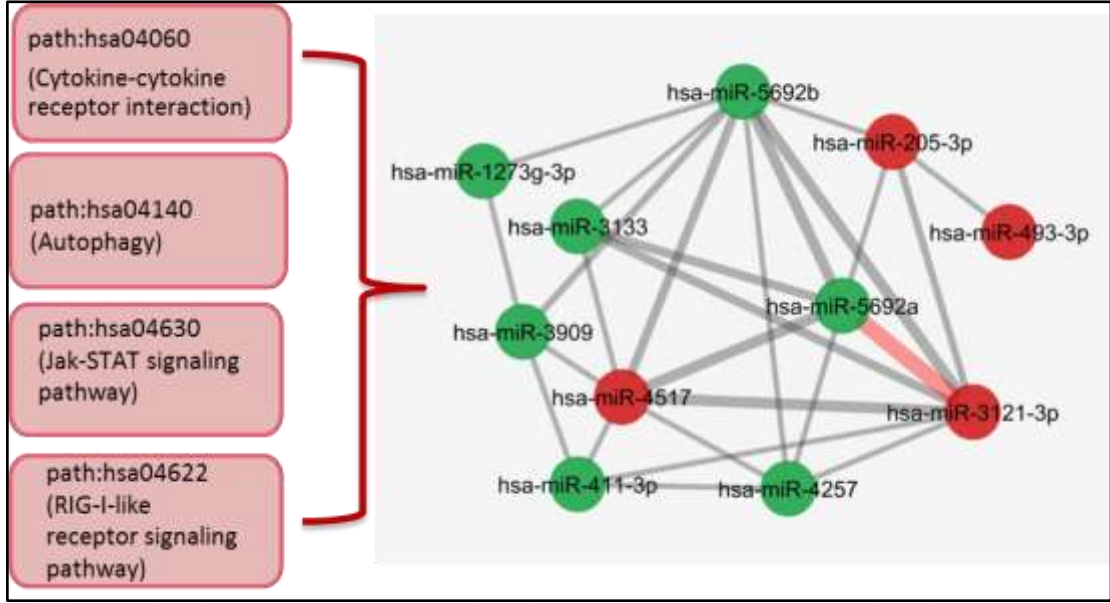 path:hsa04060
(Cytokine-cytokine
receptor interaction)
path:hsa04140
(Autophagy)
path:hsa04630
(Jak-STAT signaling
pathway)
path:hsa04622
(RIG-I-like
receptor signaling
pathway)
hsa-miR-5692b
hsa-miR-205-3p
hsa-miR-1273g-3p
hsa-miR-3133
hsa-miR-493-3p
hsa-miR-5692a
hsa-miR-3909
hsa-miR-4517
hsa-miR-3121-3p
hsa-miR-411-3p
hsa-miR-4257